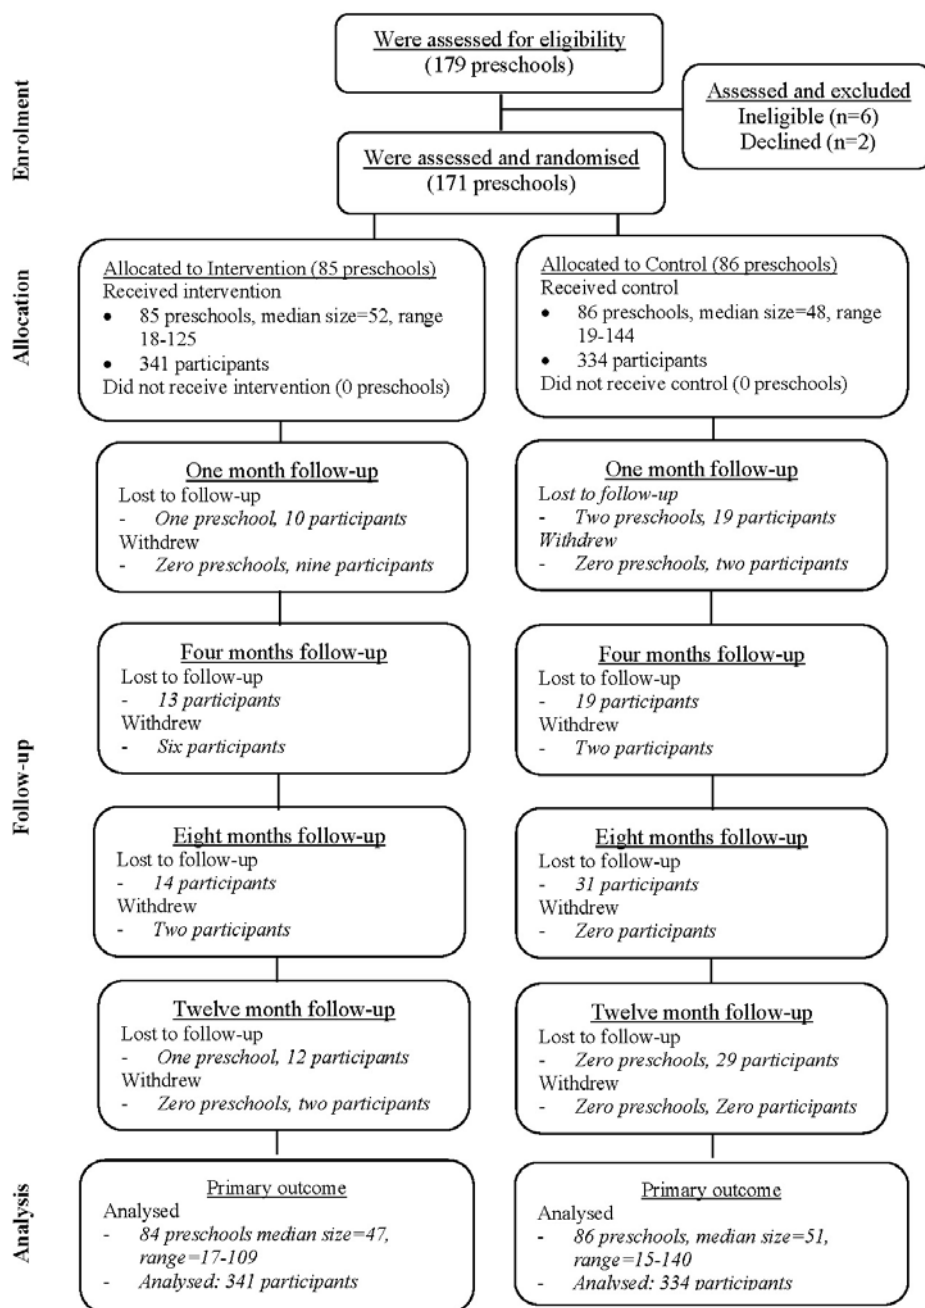 Enrolment
Were assessed for eligibility
(179 preschools)
Assessed and excluded
Ineligible (n=6)
Declined (n=2)
Were assessed and randomised
(171 preschools)
Allocation
Allocated to Intervention (85 preschools)
Received intervention
• 85 preschools, median size=52, range
18-125
• 341 participants
Did not receive intervention (0 preschools)
Allocated to Control (86 preschools)
Received control
• 86 preschools, median size=48, range
19-144
• 334 participants
Did not receive control (0 preschools)
Follow-up
One month follow-up
Lost to follow-up
- One preschool, 10 participants
Withdrew
- Zero preschools, nine participants
One month follow-up
Lost to follow-up
- Two preschools, 19 participants
Withdrew
- Zero preschools, two participants
Four months follow-up
Lost to follow-up
- 13 participants
Withdrew
- Six participants
Four months follow-up
Lost to follow-up
- 19 participants
Withdrew
- Two participants
Eight months follow-up
Lost to follow-up
- 14 participants
Withdrew
- Two participants
Eight months follow-up
Lost to follow-up
- 31 participants
Withdrew
- Zero participants
Twelve month follow-up
Lost to follow-up
- One preschool, 12 participants
Withdrew
- Zero preschools, two participants
Twelve month follow-up
Lost to follow-up
- Zero preschools, 29 participants
Withdrew
- Zero preschools, Zero participants
Analysis
Primary outcome
Analysed
- 84 preschools median size=47,
range=17-109
- Analysed: 341 participants
Primary outcome
Analysed
- 86 preschools, median size=51,
range=15-140
- Analysed: 334 participants